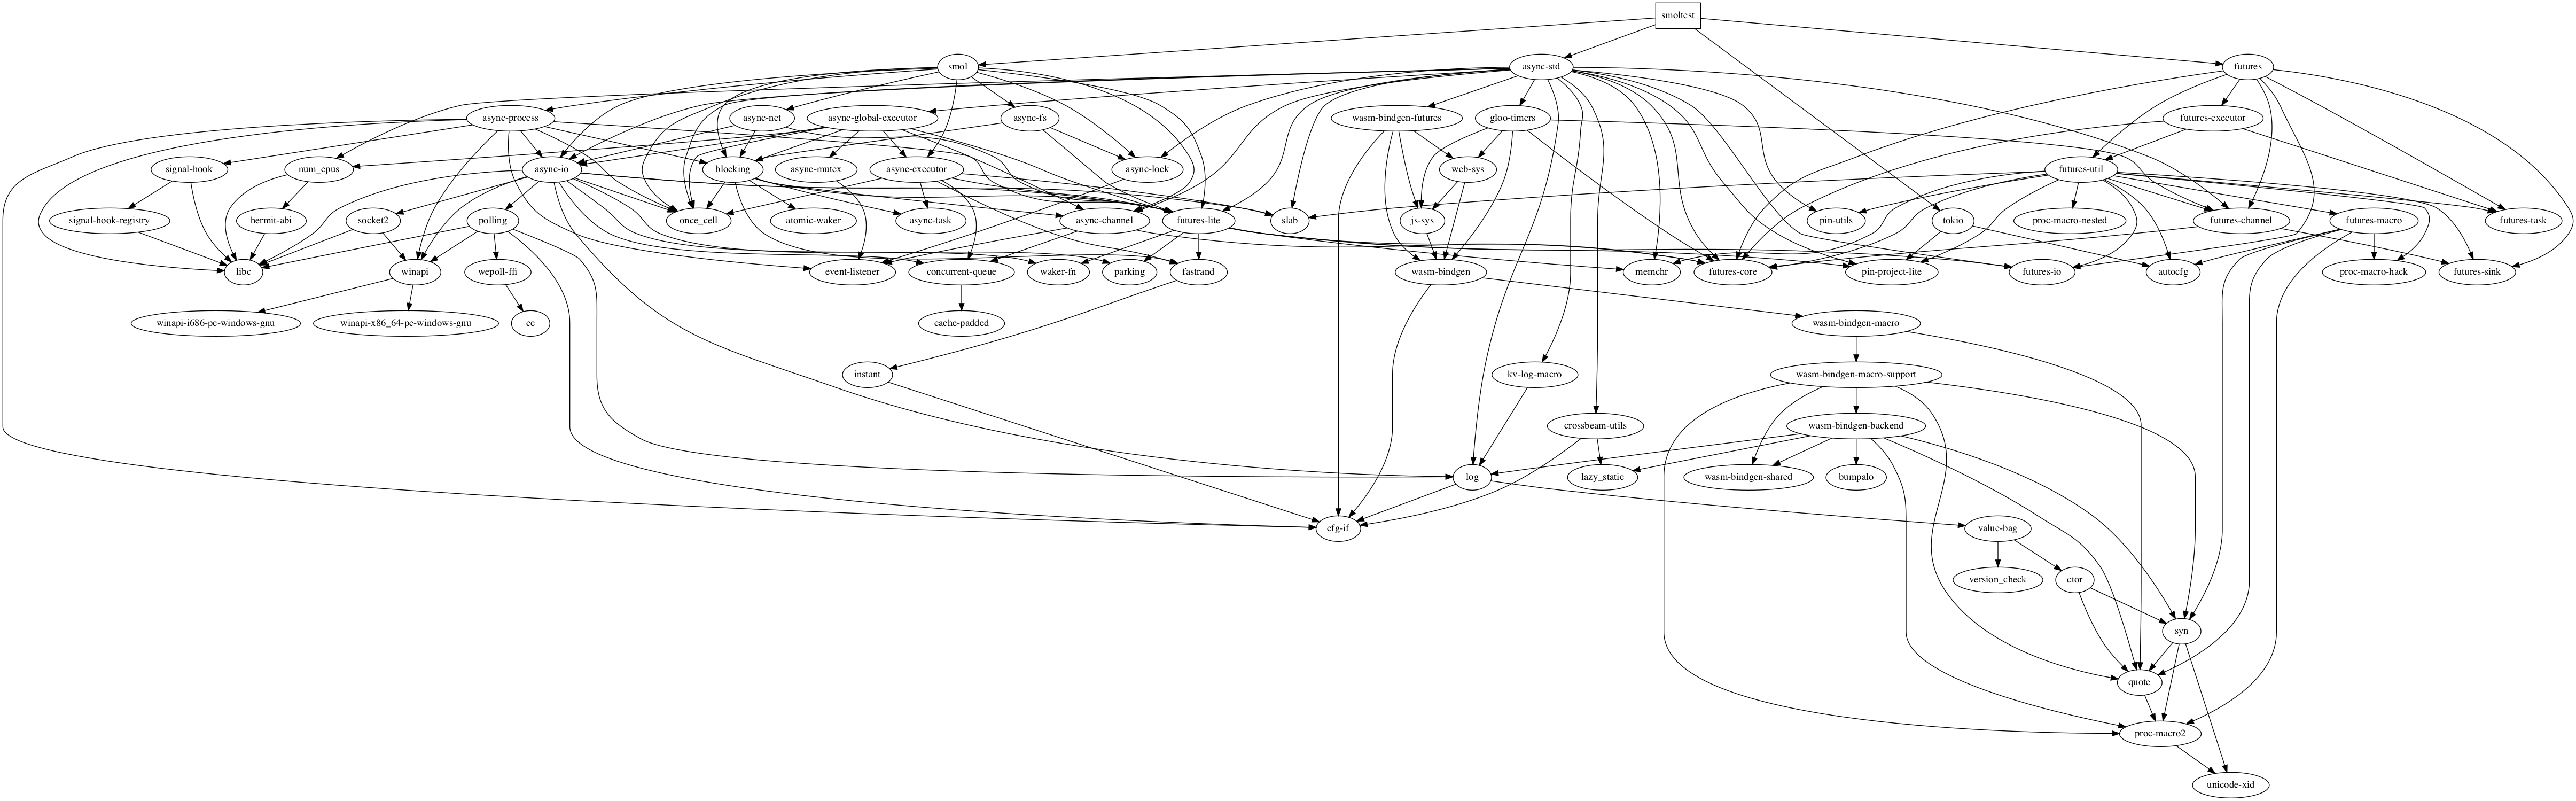 smoltest
smol
async-std
futures
async-process
async-net
async-global-executor
async-fs
wasm-bindgen-futures
gloo-timers
futures-executor
signal-hook
num_cpus
async-io
blocking
async-mutex
async-executor
async-lock
web-sys
futures-util
signal-hook-registry
hermit-abi
socket2
polling
once_cell
atomic-waker
async-task
async-channel
futures-lite
slab
js-sys
pin-utils
tokio
proc-macro-nested
futures-channel
futures-macro
futures-task
libc
winapi
wepoll-ffi
event-listener
concurrent-queue
waker-fn
parking
fastrand
wasm-bindgen
memchr
futures-core
pin-project-lite
futures-io
autocfg
proc-macro-hack
futures-sink
winapi-i686-pc-windows-gnu
winapi-x86_64-pc-windows-gnu
cc
cache-padded
wasm-bindgen-macro
instant
kv-log-macro
wasm-bindgen-macro-support
crossbeam-utils
wasm-bindgen-backend
log
lazy_static
wasm-bindgen-shared
bumpalo
cfg-if
value-bag
version_check
ctor
syn
quote
proc-macro2
unicode-xid